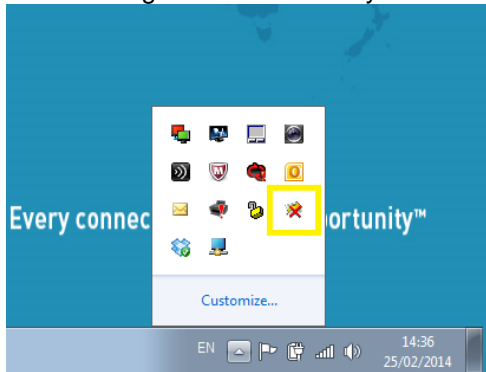 Every connec ortunity™
Customize...
EN
14:36
25/02/2014